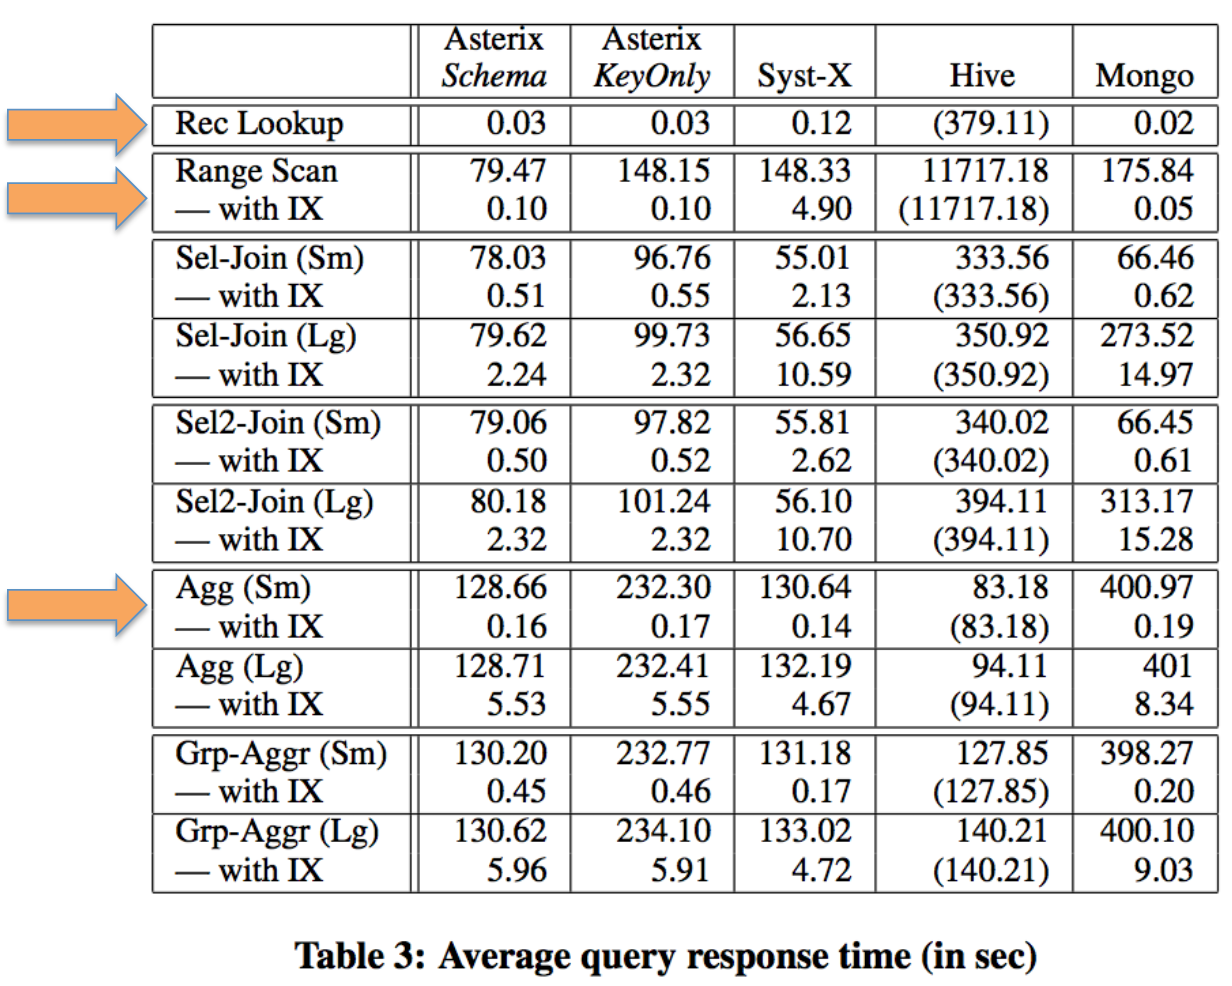 Asterix Schema Asterix KeyOnly Syst-X Hive Mongo
Rec Lookup 0.03 0.03 0.12 (379.11) 0.02
Range Scan 79.47 148.15 148.33 11717.18 175.84
— with IX 0.10 0.10 4.90 (11717.18) 0.05
Sel-Join (Sm) 78.03 96.76 55.01 333.56 66.46
— with IX 0.51 0.55 2.13 (333.56) 0.62
Sel-Join (Lg) 79.62 99.73 56.65 350.92 273.52
— with IX 2.24 2.32 10.59 (350.92) 14.97
Sel2-Join (Sm) 79.06 97.82 55.81 340.02 66.45
— with IX 0.50 0.52 2.62 (340.02) 0.61
Sel2-Join (Lg) 80.18 101.24 56.10 394.11 313.17
— with IX 2.32 2.32 10.70 (394.11) 15.28
Agg (Sm) 128.66 232.30 130.64 83.18 400.97
— with IX 0.16 0.17 0.14 (83.18) 0.19
Agg (Lg) 128.71 232.41 132.19 94.11 401
— with IX 5.53 5.55 4.67 (94.11) 8.34
Grp-Aggr (Sm) 130.20 232.77 131.18 127.85 398.27
— with IX 0.45 0.46 0.17 (127.85) 0.20
Grp-Aggr (Lg) 130.62 234.10 133.02 140.21 400.10
— with IX 5.96 5.91 4.72 (140.21) 9.03
Table 3: Average query response time (in sec)